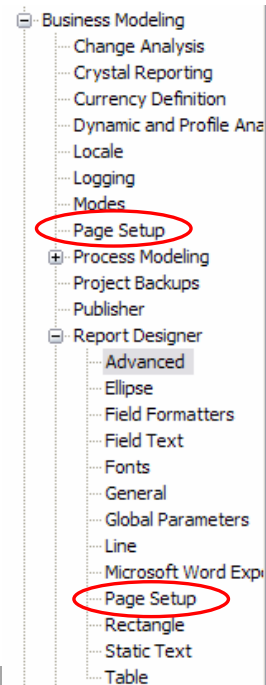 Business Modeling
Change Analysis
Crystal Reporting
Currency Definition
Dynamic and Profile Ana
Locale
Logging
Modes
Page Setup
Process Modeling
Project Backups
Publisher
Report Designer
Advanced
Ellipse
Field Formatters
Field Text
Fonts
General
Global Parameters
Line
Microsoft Word Exp
Page Setup
Rectangle
Static Text
Table